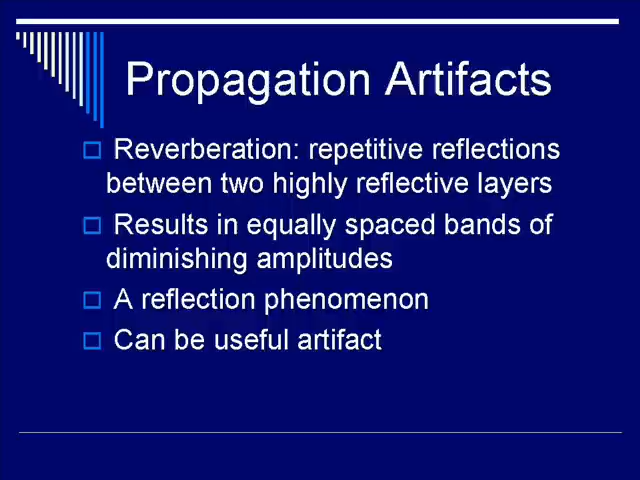 Propagation Artifacts
Reverberation: repetitive reflections
between two highly reflective layers
Results in equally spaced bands of
diminishing amplitudes
A reflection phenomenon
Can be useful artifact